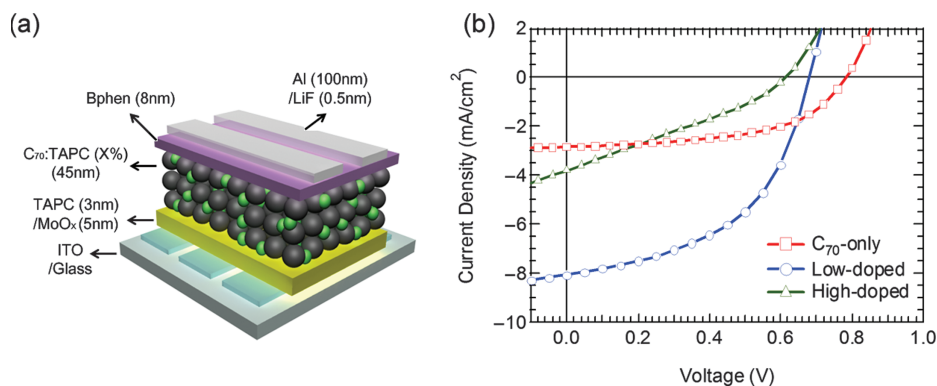 (a)
Bphen (8nm)
Al (100nm)
/LiF (0.5nm)
C₇₀:TAPC (X%)
(45nm)
TAPC (3nm)
/MoOₓ (5nm)
ITO
/Glass
(b)
2
0
−2
−4
−6
−8
−10
Current Density (mA/cm²)
C₇₀-only
Low-doped
High-doped
0.0 0.2 0.4 0.6 0.8 1.0
Voltage (V)